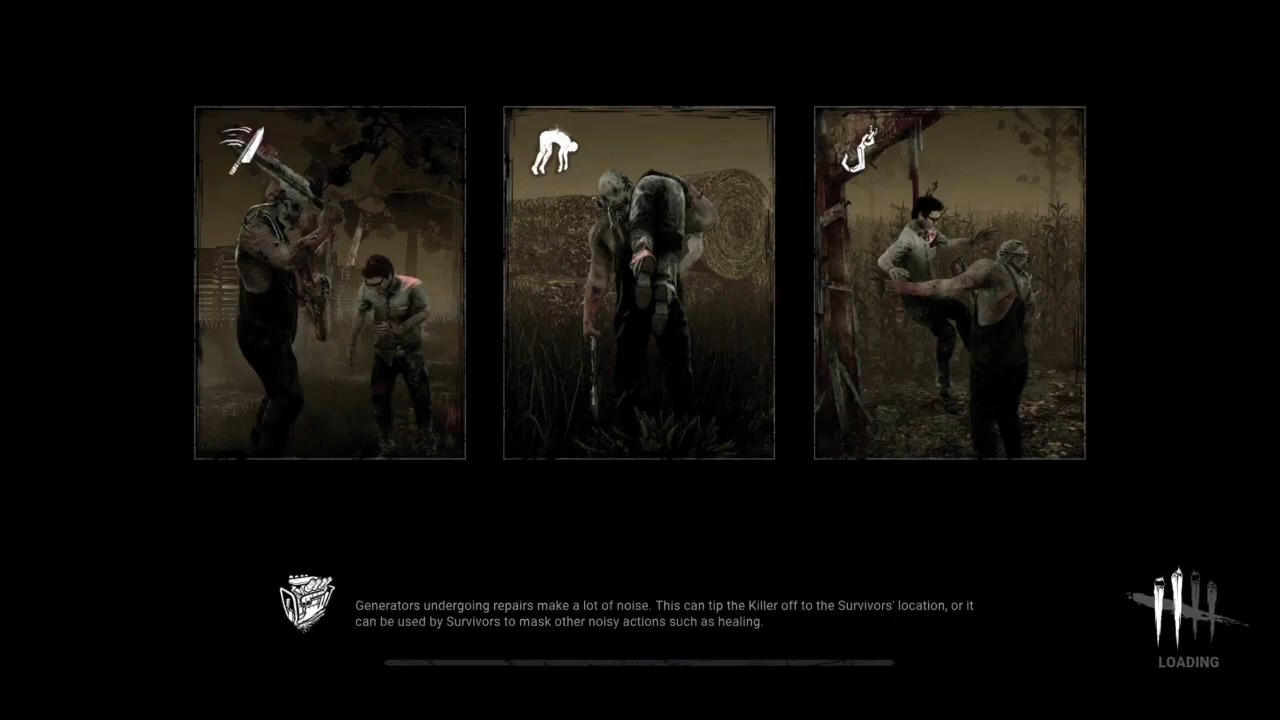 Generators undergoing repairs make a lot of noise. This can tip the Killer off to the Survivors' location, or it
can be used by Survivors to mask other noisy actions such as healing.
LOADING